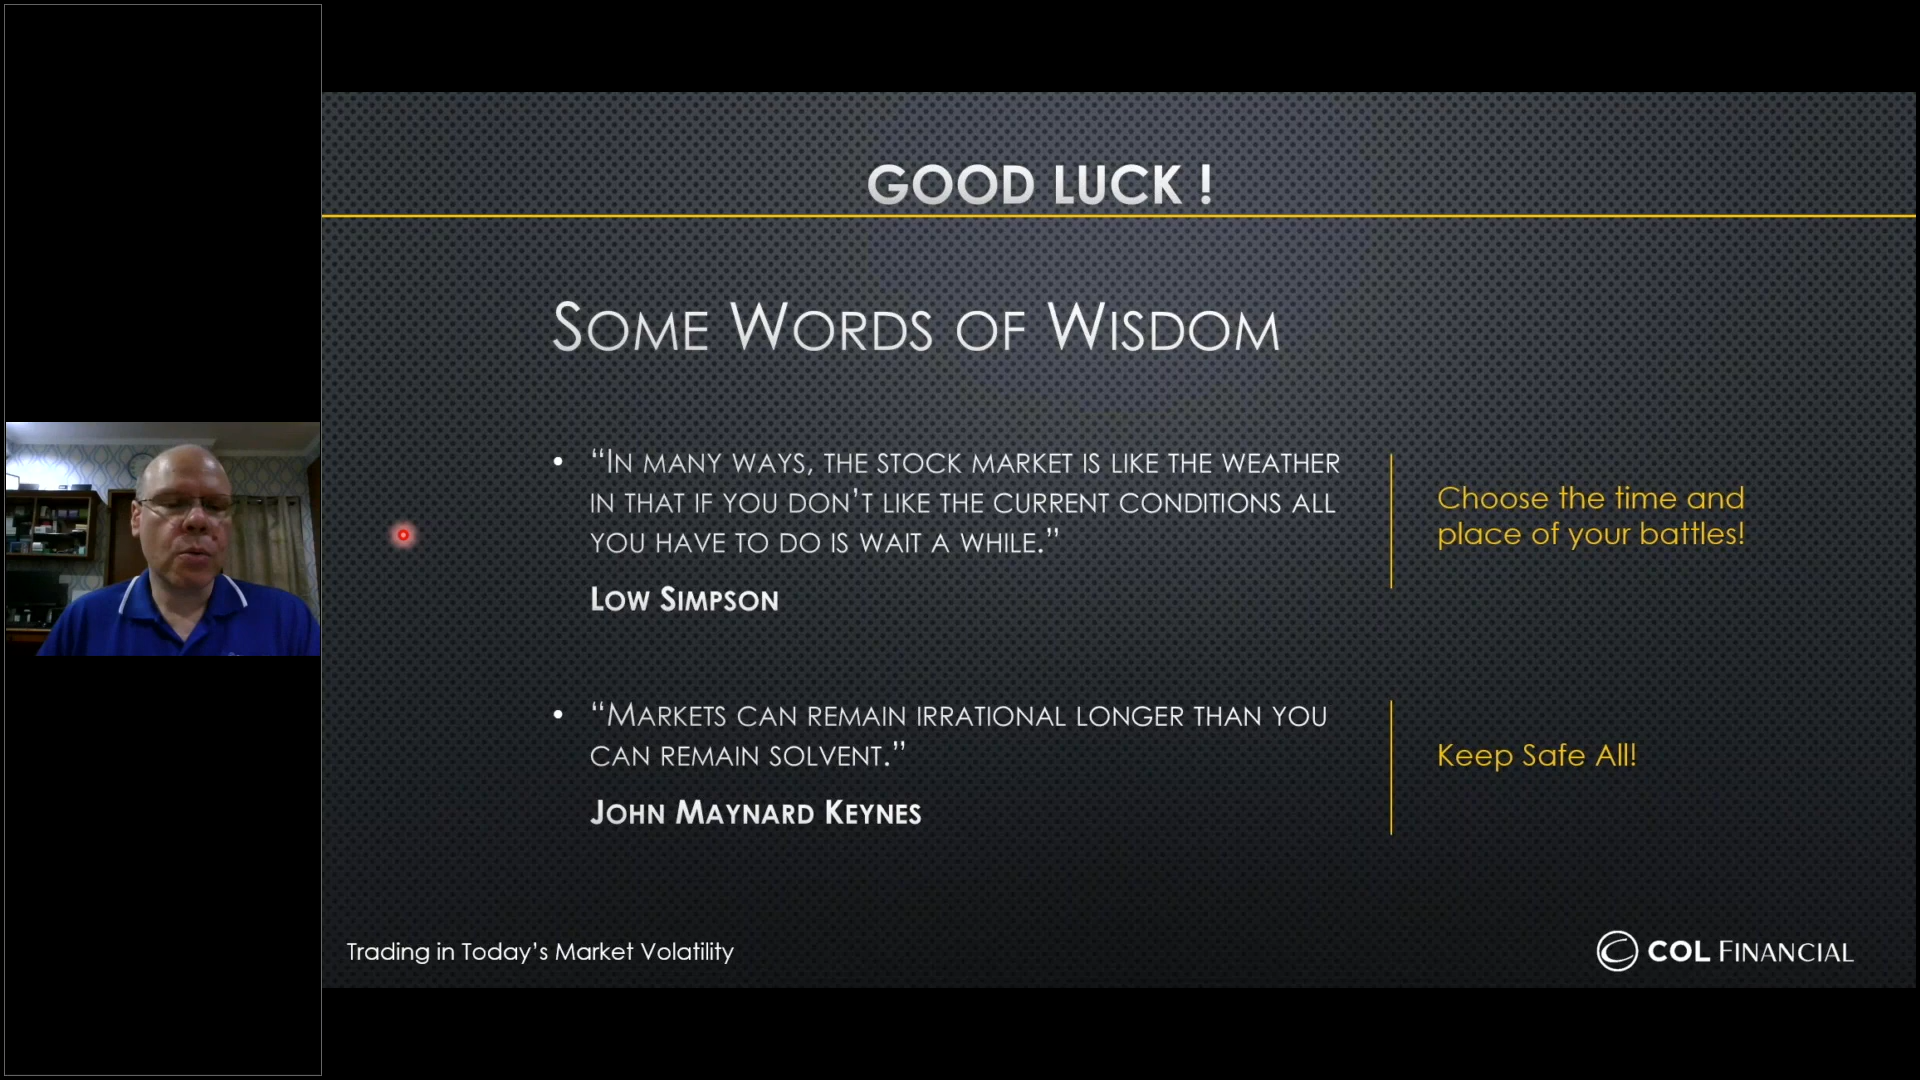 GOOD LUCK !
SOME WORDS OF WISDOM
• “IN MANY WAYS, THE STOCK MARKET IS LIKE THE WEATHER
IN THAT IF YOU DON’T LIKE THE CURRENT CONDITIONS ALL
YOU HAVE TO DO IS WAIT A WHILE.”
LOW SIMPSON
Choose the time and
place of your battles!
• “MARKETS CAN REMAIN IRRATIONAL LONGER THAN YOU
CAN REMAIN SOLVENT.”
JOHN MAYNARD KEYNES
Keep Safe All!
Trading in Today’s Market Volatility
COL FINANCIAL